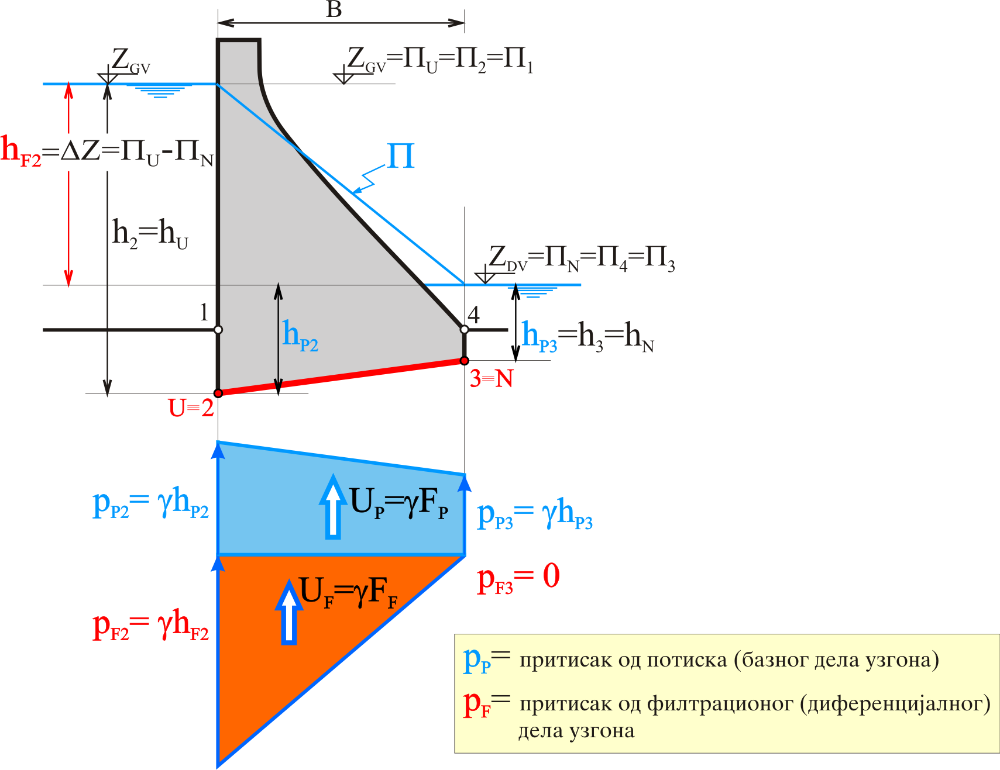 B
Z_GV
Z_GV=Π_U=Π_2=Π_1
h_F2=ΔZ=Π_U-Π_N
Π
h_2=h_U
Z_DV=Π_N=Π_4=Π_3
1
4
h_P2
h_P3=h_3=h_N
3=N
U≡2
p_P2= γh_P2
U_P=γF_P
p_P3= γh_P3
p_F3= 0
U_F=γF_F
p_F2= γh_F2
p_P= притисак од потиска (базног дела узгона)
p_F= притисак од филтрационог (диференцијалног)
дела узгона